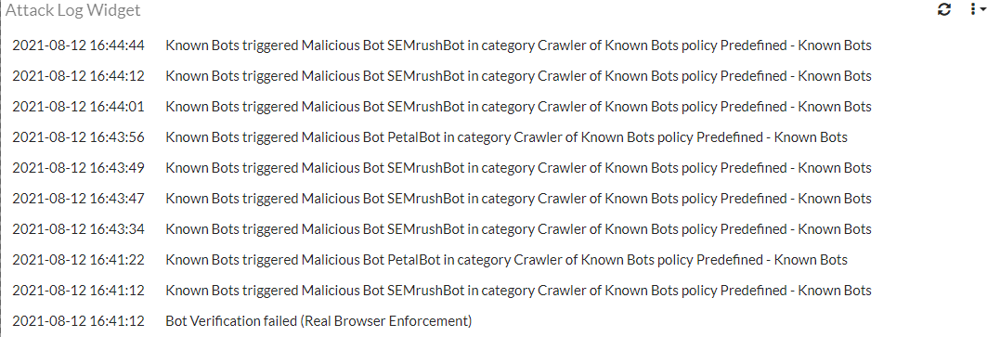 Attack Log Widget
2021-08-12 16:44:44 Known Bots triggered Malicious Bot SEMrushBot in category Crawler of Known Bots policy Predefined - Known Bots
2021-08-12 16:44:12 Known Bots triggered Malicious Bot SEMrushBot in category Crawler of Known Bots policy Predefined - Known Bots
2021-08-12 16:44:01 Known Bots triggered Malicious Bot SEMrushBot in category Crawler of Known Bots policy Predefined - Known Bots
2021-08-12 16:43:56 Known Bots triggered Malicious Bot PetalBot in category Crawler of Known Bots policy Predefined - Known Bots
2021-08-12 16:43:49 Known Bots triggered Malicious Bot SEMrushBot in category Crawler of Known Bots policy Predefined - Known Bots
2021-08-12 16:43:47 Known Bots triggered Malicious Bot SEMrushBot in category Crawler of Known Bots policy Predefined - Known Bots
2021-08-12 16:43:34 Known Bots triggered Malicious Bot SEMrushBot in category Crawler of Known Bots policy Predefined - Known Bots
2021-08-12 16:41:22 Known Bots triggered Malicious Bot PetalBot in category Crawler of Known Bots policy Predefined - Known Bots
2021-08-12 16:41:12 Known Bots triggered Malicious Bot SEMrushBot in category Crawler of Known Bots policy Predefined - Known Bots
2021-08-12 16:41:12 Bot Verification failed (Real Browser Enforcement)